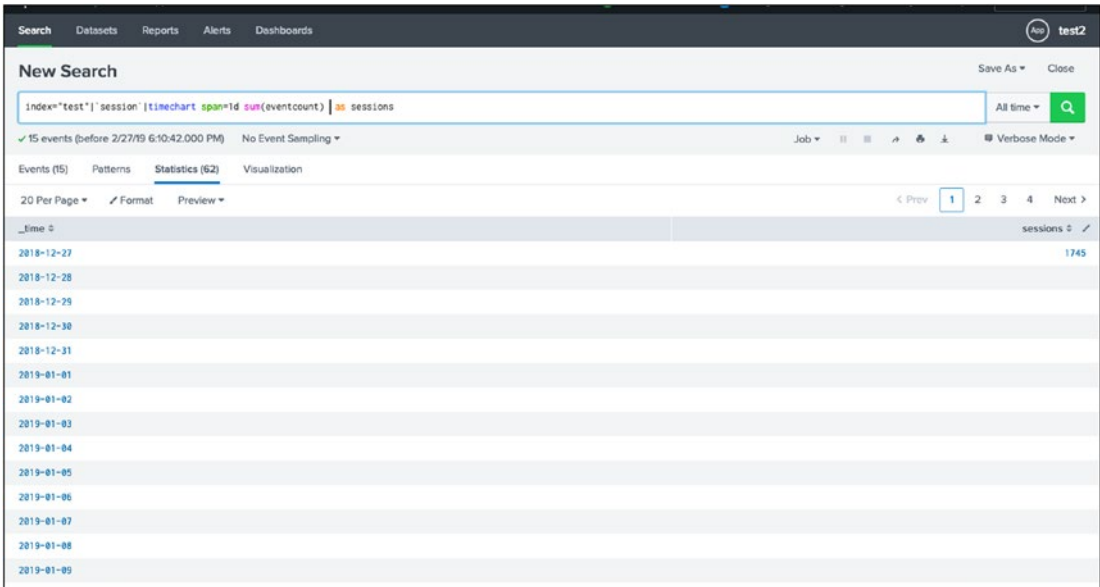 Search Datasets Reports Alerts Dashboards App test2
New Search Save As Close
index="test"|`session`|timechart span=1d sum(eventcount) as sessions All time
15 events (before 2/27/19 6:10:42.000 PM) No Event Sampling Job Verbose Mode
Events (15) Patterns Statistics (62) Visualization
20 Per Page Format Preview < Prev 1 2 3 4 Next >
_time sessions
2018-12-27 1745
2018-12-28
2018-12-29
2018-12-30
2018-12-31
2019-01-01
2019-01-02
2019-01-03
2019-01-04
2019-01-05
2019-01-06
2019-01-07
2019-01-08
2019-01-09